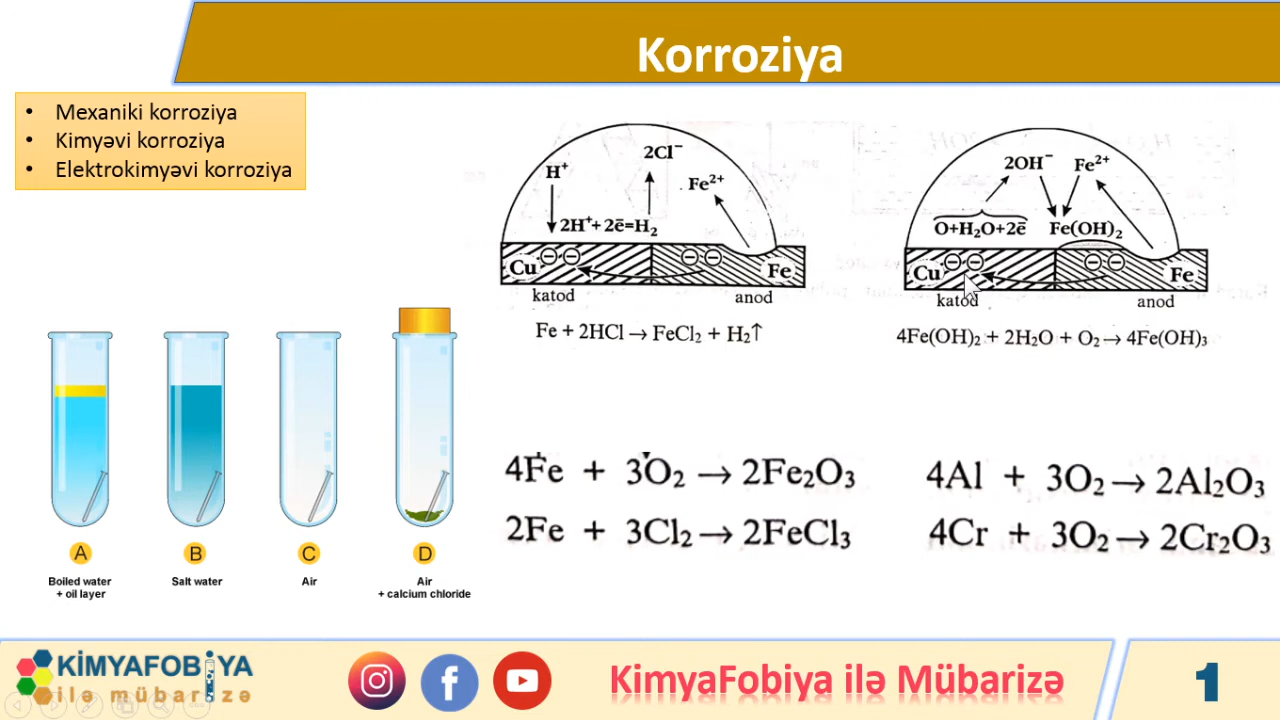 Korroziya
• Mexaniki korroziya
• Kimyəvi korroziya
• Elektrokimyəvi korroziya
H⁺
2Cl⁻
Fe²⁺
2H⁺ + 2ē=H₂
Cu
Fe
katod
anod
Fe + 2HCl → FeCl₂ + H₂↑
2OH⁻
Fe²⁺
O+H₂O+2ē
Fe(OH)₂
Cu
Fe
katod
anod
4Fe(OH)₂ + 2H₂O + O₂ → 4Fe(OH)₃
4Fe + 3O₂ → 2Fe₂O₃
2Fe + 3Cl₂ → 2FeCl₃
4Al + 3O₂ → 2Al₂O₃
4Cr + 3O₂ → 2Cr₂O₃
A
Boiled water
+ oil layer
B
Salt water
C
Air
D
Air
+ calcium chloride
KİMYAFOBİYA
ilə mübarizə
KimyaFobiya ilə Mübarizə
1